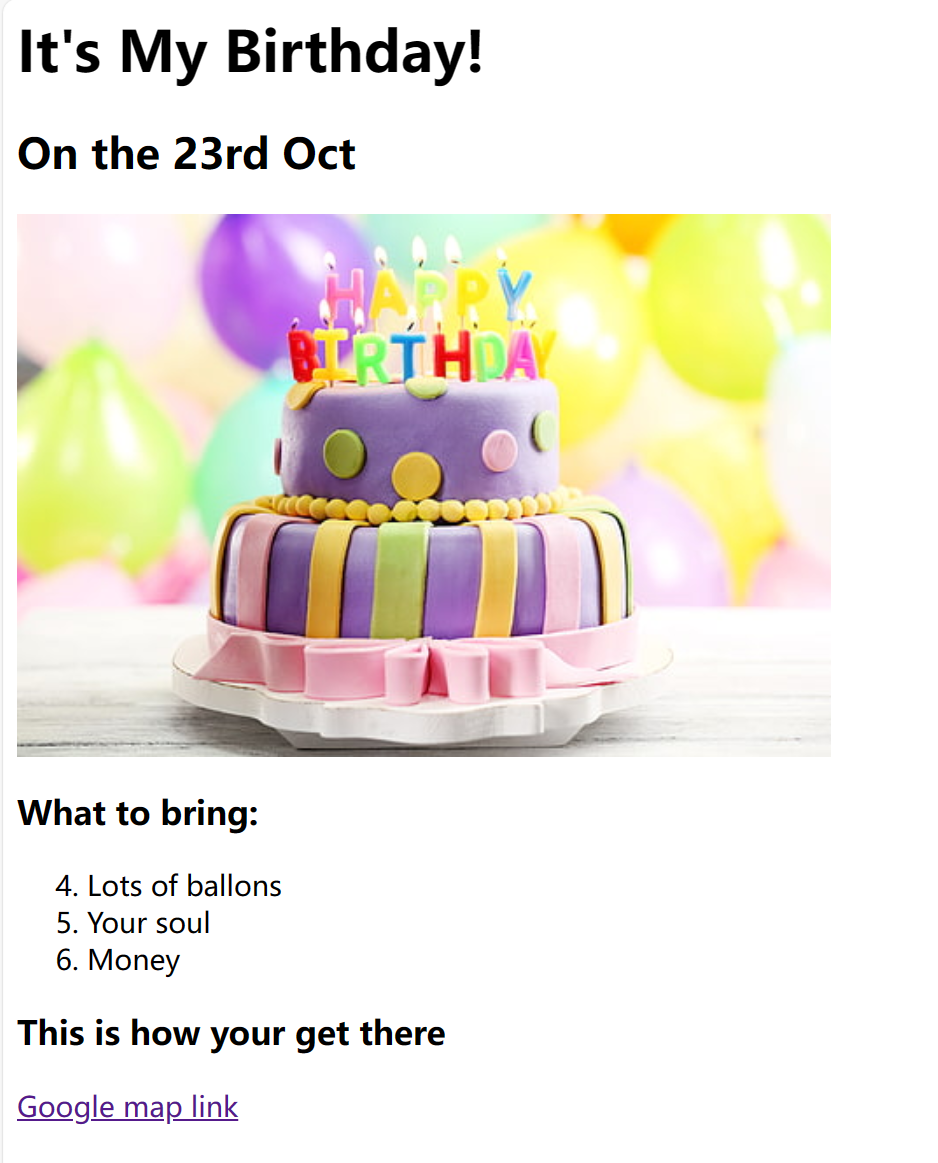 It's My Birthday!
On the 23rd Oct
HAPPY
BIRTHDAY
What to bring:
4. Lots of ballons
5. Your soul
6. Money
This is how your get there
Google map link